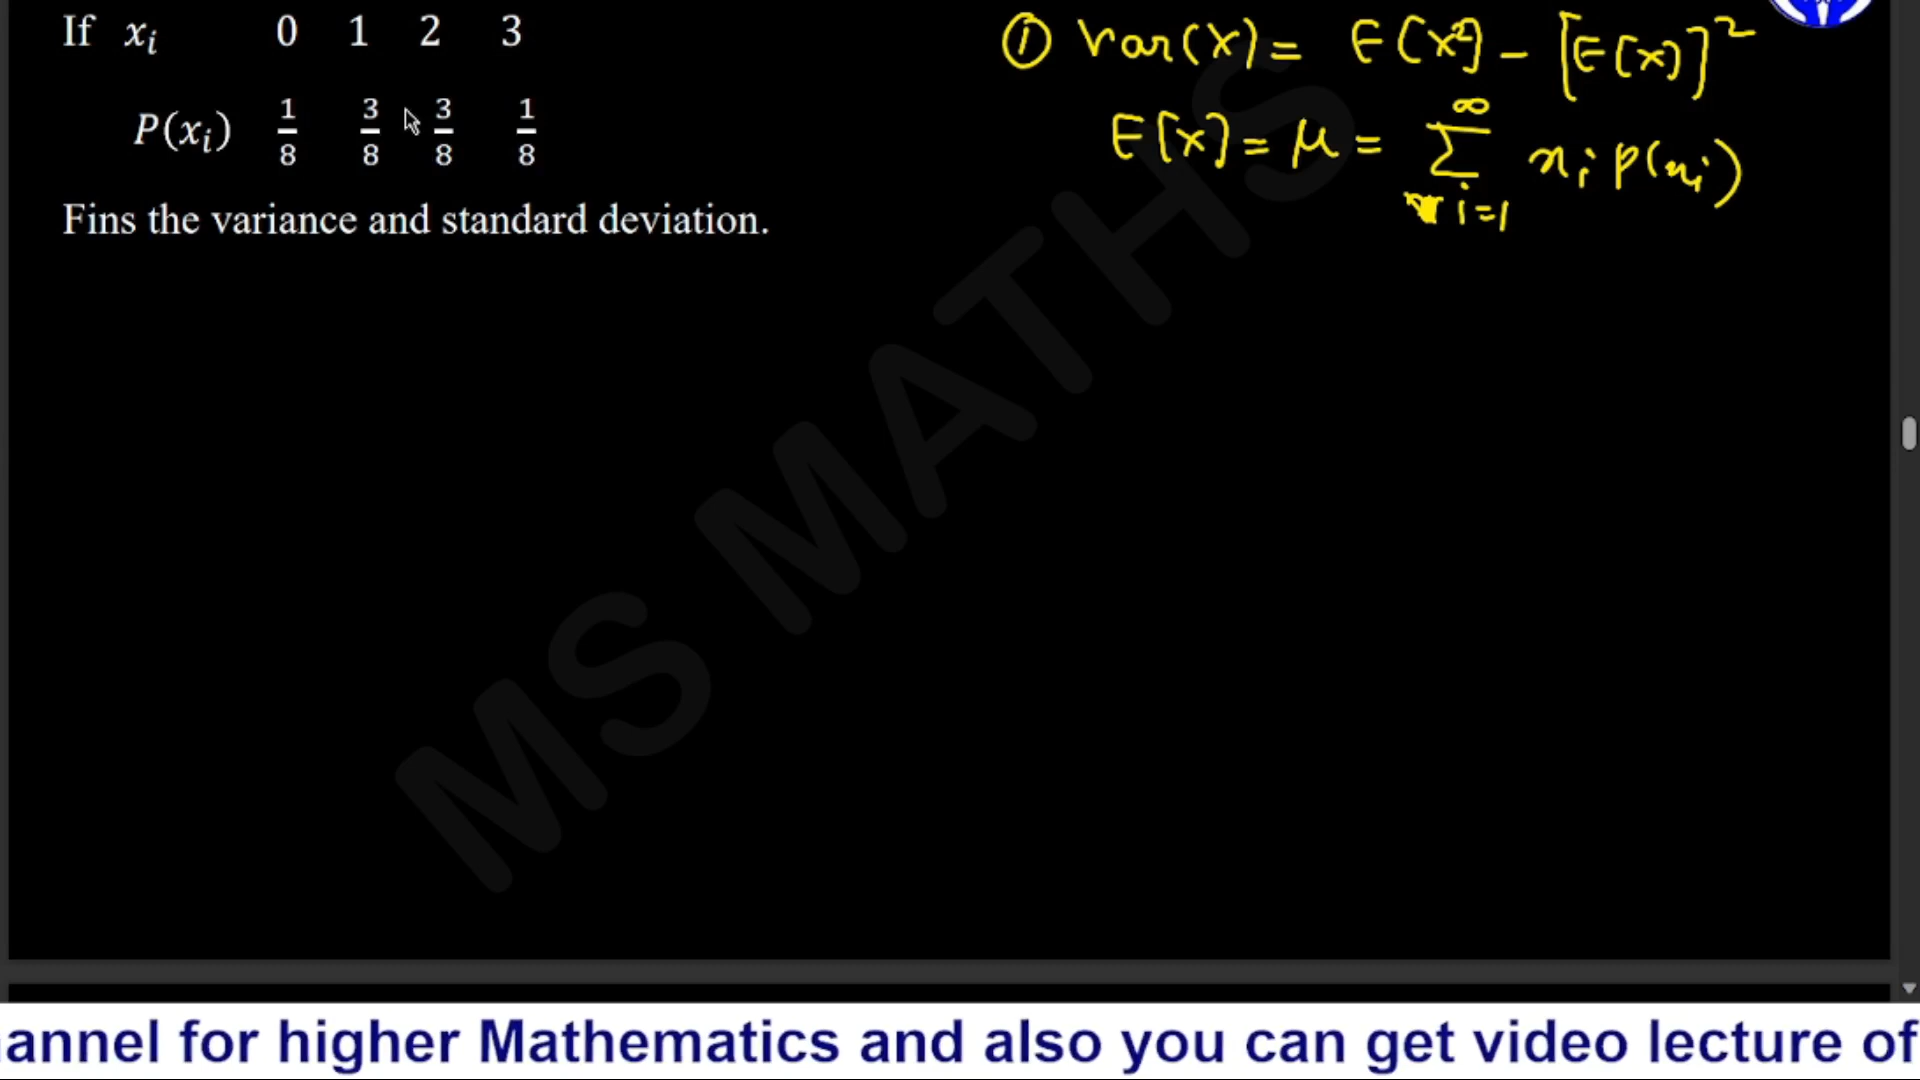 If xᵢ 0 1 2 3
P(xᵢ) 1/8 3/8 3/8 1/8
Fins the variance and standard deviation.
① Var(X) = E[X²] - [E[X]]²
E[X] = μ = ∑_{i=1}^{∞} xᵢ p(xᵢ)
MS MATHS
annel for higher Mathematics and also you can get video lecture of